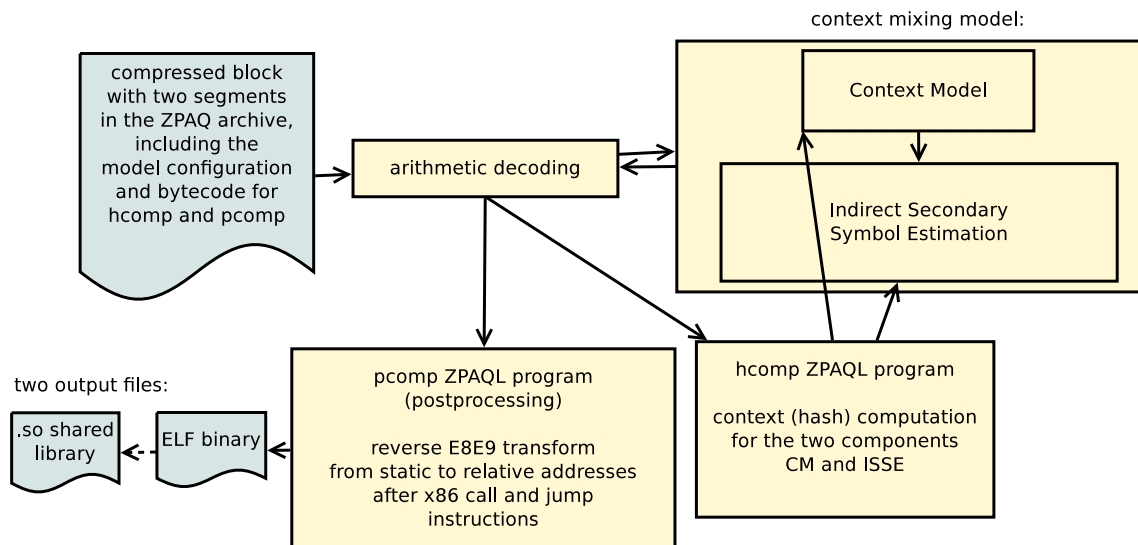 context mixing model:
compressed block
with two segments
in the ZPAQ archive,
including the
model configuration
and bytecode for
hcomp and pcomp
arithmetic decoding
Context Model
Indirect Secondary
Symbol Estimation
two output files:
.so shared
library
ELF binary
pcomp ZPAQL program
(postprocessing)
reverse E8E9 transform
from static to relative addresses
after x86 call and jump
instructions
hcomp ZPAQL program
context (hash) computation
for the two components
CM and ISSE